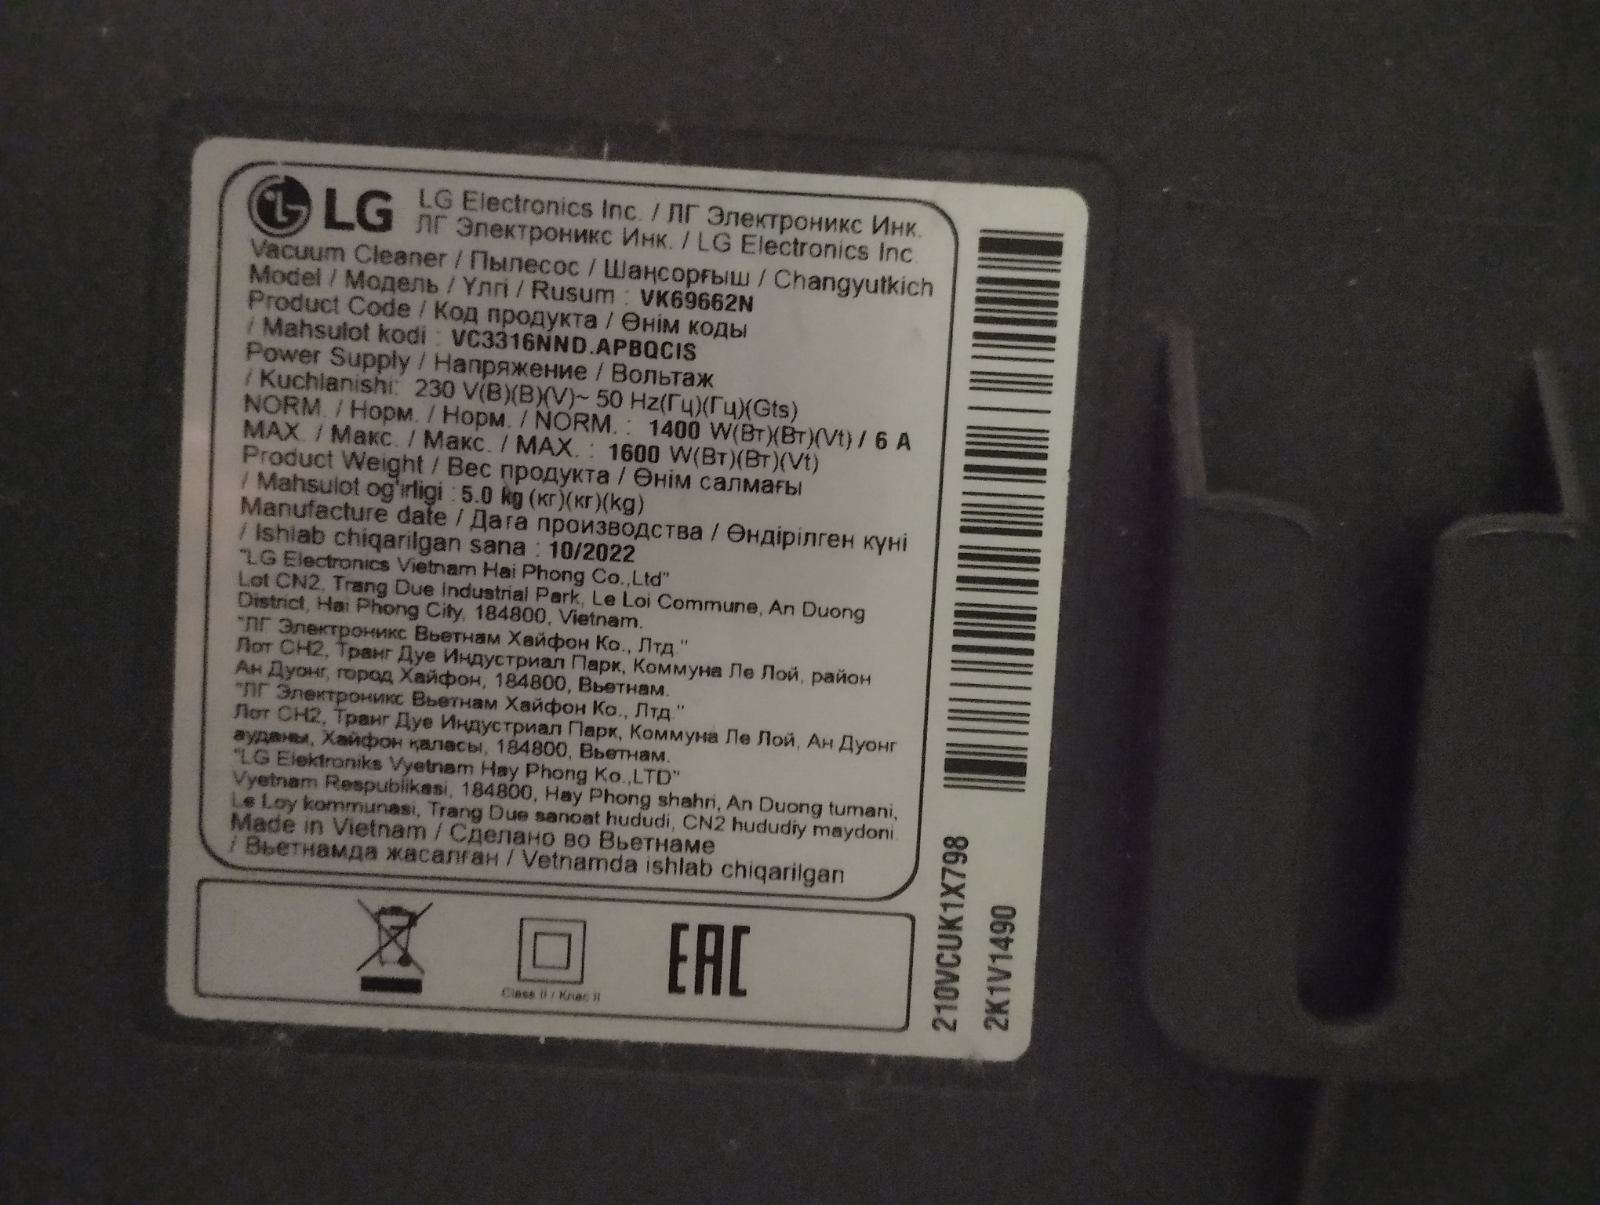 LG
LG Electronics Inc. / ЛГ Электроникс Инк.
ЛГ Электроникс Инк. / LG Electronics Inc.
Vacuum Cleaner / Пылесос / Шаңсорғыш / Changyutkich
Model / Модель / Үлгі / Rusum : VK69662N
Product Code / Код продукта / Өнім коды
/ Mahsulot kodi : VC3316NND.APBQCIS
Power Supply / Напряжение / Вольтаж
/ Kuchlanishi: 230 V(В)(В)(V)~ 50 Hz(Гц)(Гц)(Gts)
NORM. / Норм. / Норм. / NORM. : 1400 W(Вт)(Вт)(Vt) / 6 A
MAX. / Макс. / Макс. / MAX. : 1600 W(Вт)(Вт)(Vt)
Product Weight / Вес продукта / Өнім салмағы
/ Mahsulot og'irligi : 5.0 kg (кг)(кг)(kg)
Manufacture date / Дата производства / Өндірілген күні
/ Ishlab chiqarilgan sana : 10/2022
"LG Electronics Vietnam Hai Phong Co.,Ltd"
Lot CN2, Trang Due Industrial Park, Le Loi Commune, An Duong
District, Hai Phong City, 184800, Vietnam.
"ЛГ Электроникс Вьетнам Хайфон Ко., Лтд."
Лот CH2, Транг Дуе Индустриал Парк, Коммуна Ле Лой, район
Ан Дуонг, город Хайфон, 184800, Вьетнам.
"ЛГ Электроникс Вьетнам Хайфон Ко., Лтд."
Лот CH2, Транг Дуе Индустриал Парк, Коммуна Ле Лой, Ан Дуонг
ауданы, Хайфон қаласы, 184800, Вьетнам.
"LG Elektroniks Vyetnam Hay Phong Ko.,LTD"
Vyetnam Respublikasi, 184800, Hay Phong shahri, An Duong tumani,
Le Loy kommunasi, Trang Due sanoat hududi, CN2 hududiy maydoni.
Made in Vietnam / Сделано во Вьетнаме
/ Вьетнамда жасалған / Vetnamda ishlab chiqarilgan
Class II / Клас II
EAC
210VCUK1X798
2K1V1490